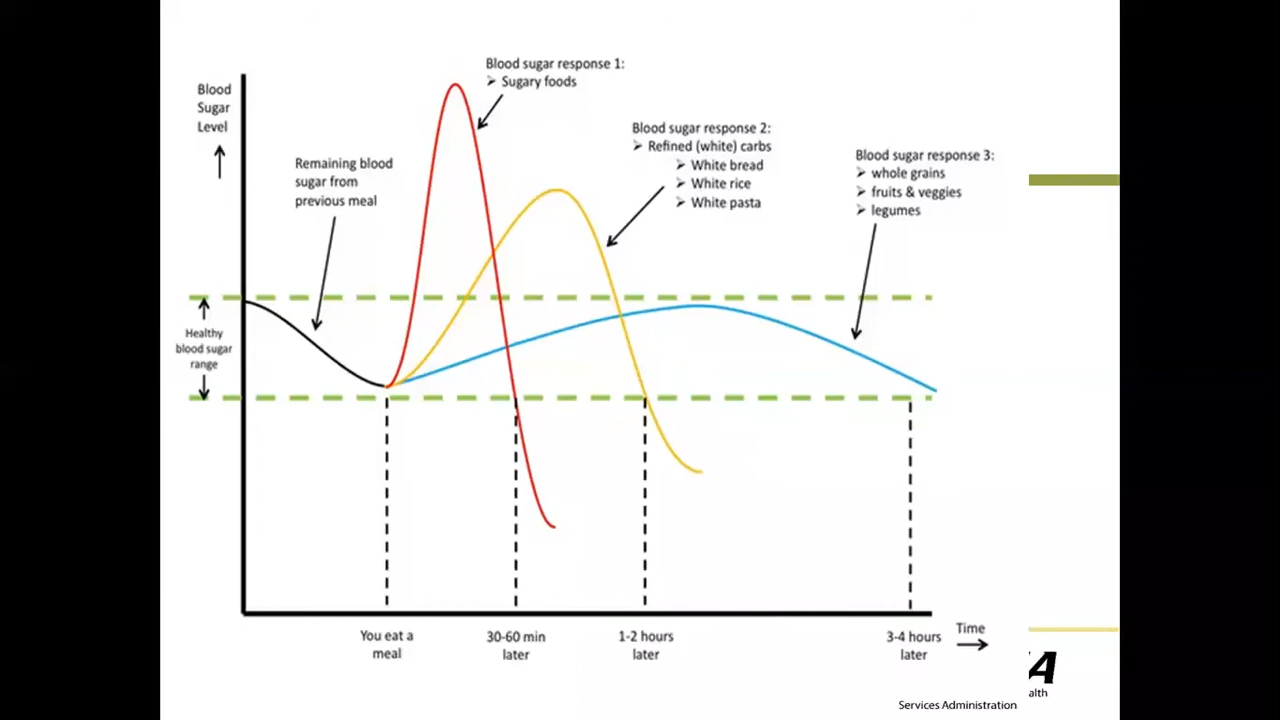 Blood sugar response 1:
➢ Sugary foods
Blood
Sugar
Level
Blood sugar response 2:
➢ Refined (white) carbs
➢ White bread
➢ White rice
➢ White pasta
Blood sugar response 3:
➢ whole grains
➢ fruits & veggies
➢ legumes
Remaining blood
sugar from
previous meal
Healthy
blood sugar
range
You eat a
meal
30-60 min
later
1-2 hours
later
3-4 hours
later
Time
A
alth
Services Administration